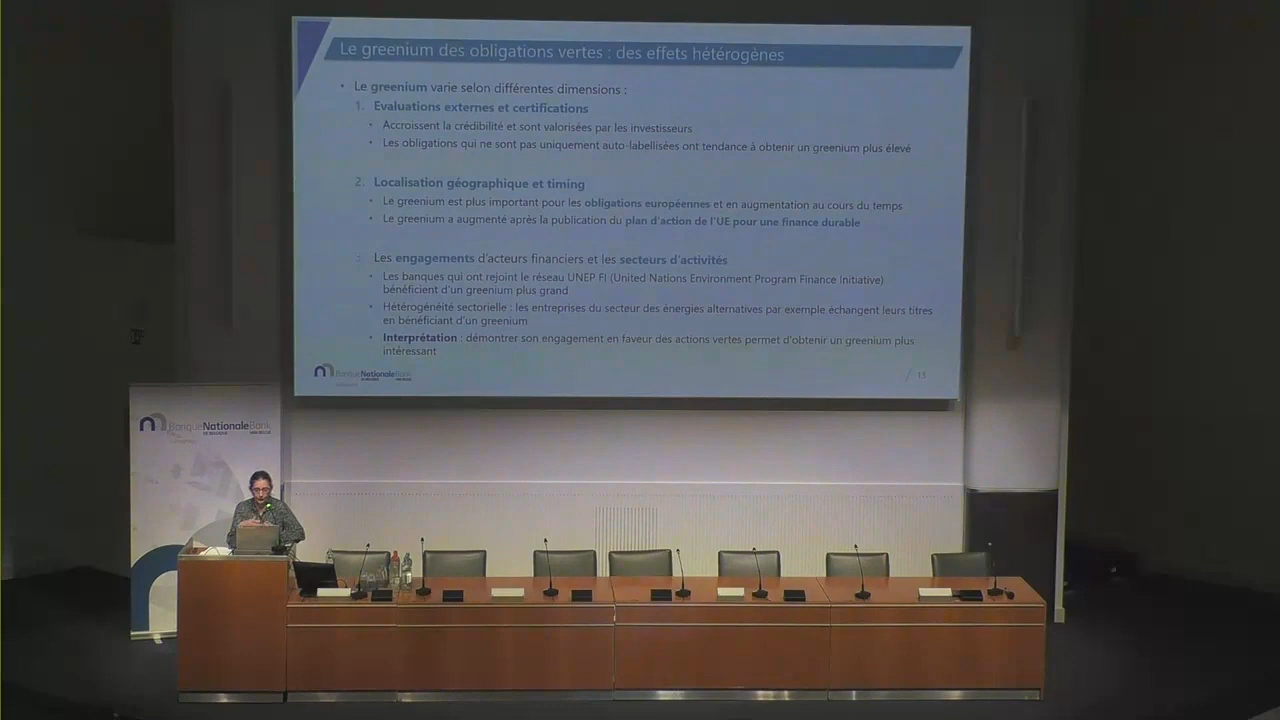 Le greenium des obligations vertes : des effets hétérogènes
• Le greenium varie selon différentes dimensions :
1. Evaluations externes et certifications
• Accroissent la crédibilité et sont valorisées par les investisseurs
• Les obligations qui ne sont pas uniquement auto-labellisées ont tendance à obtenir un greenium plus élevé
2. Localisation géographique et timing
• Le greenium est plus important pour les obligations européennes et en augmentation au cours du temps
• Le greenium a augmenté après la publication du plan d'action de l'UE pour une finance durable
3. Les engagements d'acteurs financiers et les secteurs d'activités
• Les banques qui ont rejoint le réseau UNEP FI (United Nations Environment Program Finance Initiative)
bénéficient d'un greenium plus grand
• Hétérogénéité sectorielle : les entreprises du secteur des énergies alternatives par exemple échangent leurs titres
en bénéficiant d'un greenium
• Interprétation : démontrer son engagement en faveur des actions vertes permet d'obtenir un greenium plus
intéressant
BanqueNationaleBank
/ 15
BanqueNationaleBank